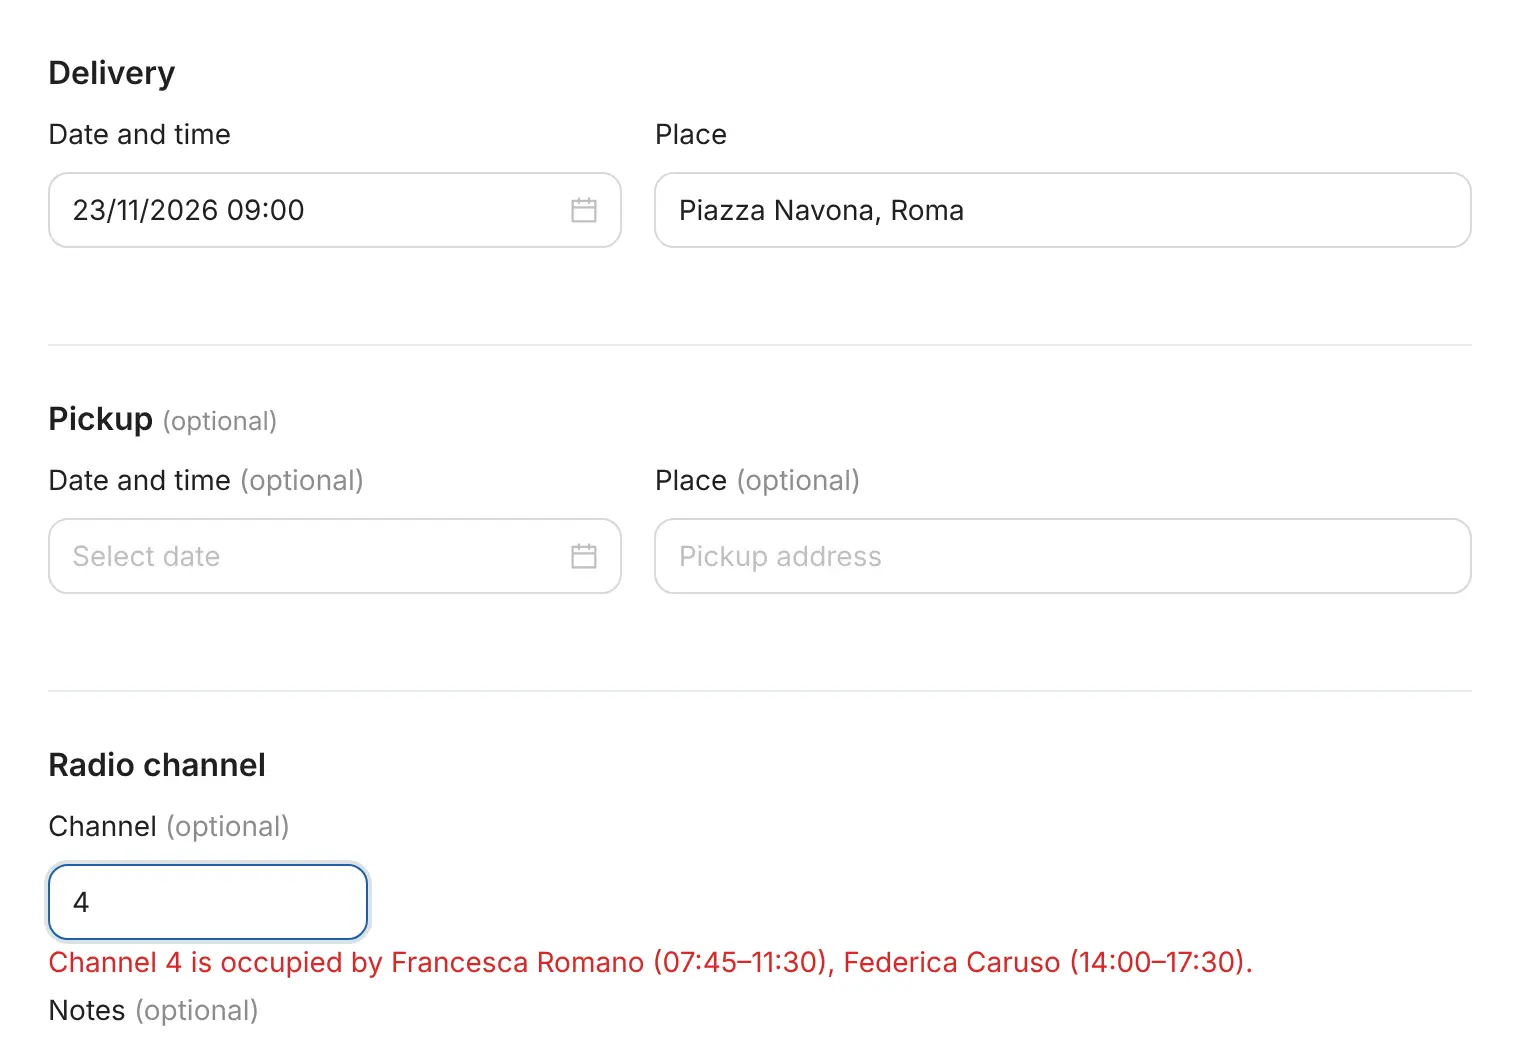 Delivery
Date and time
Place
23/11/2026 09:00
Piazza Navona, Roma
Pickup (optional)
Date and time (optional)
Place (optional)
Select date
Pickup address
Radio channel
Channel (optional)
4
Channel 4 is occupied by Francesca Romano (07:45–11:30), Federica Caruso (14:00–17:30).
Notes (optional)